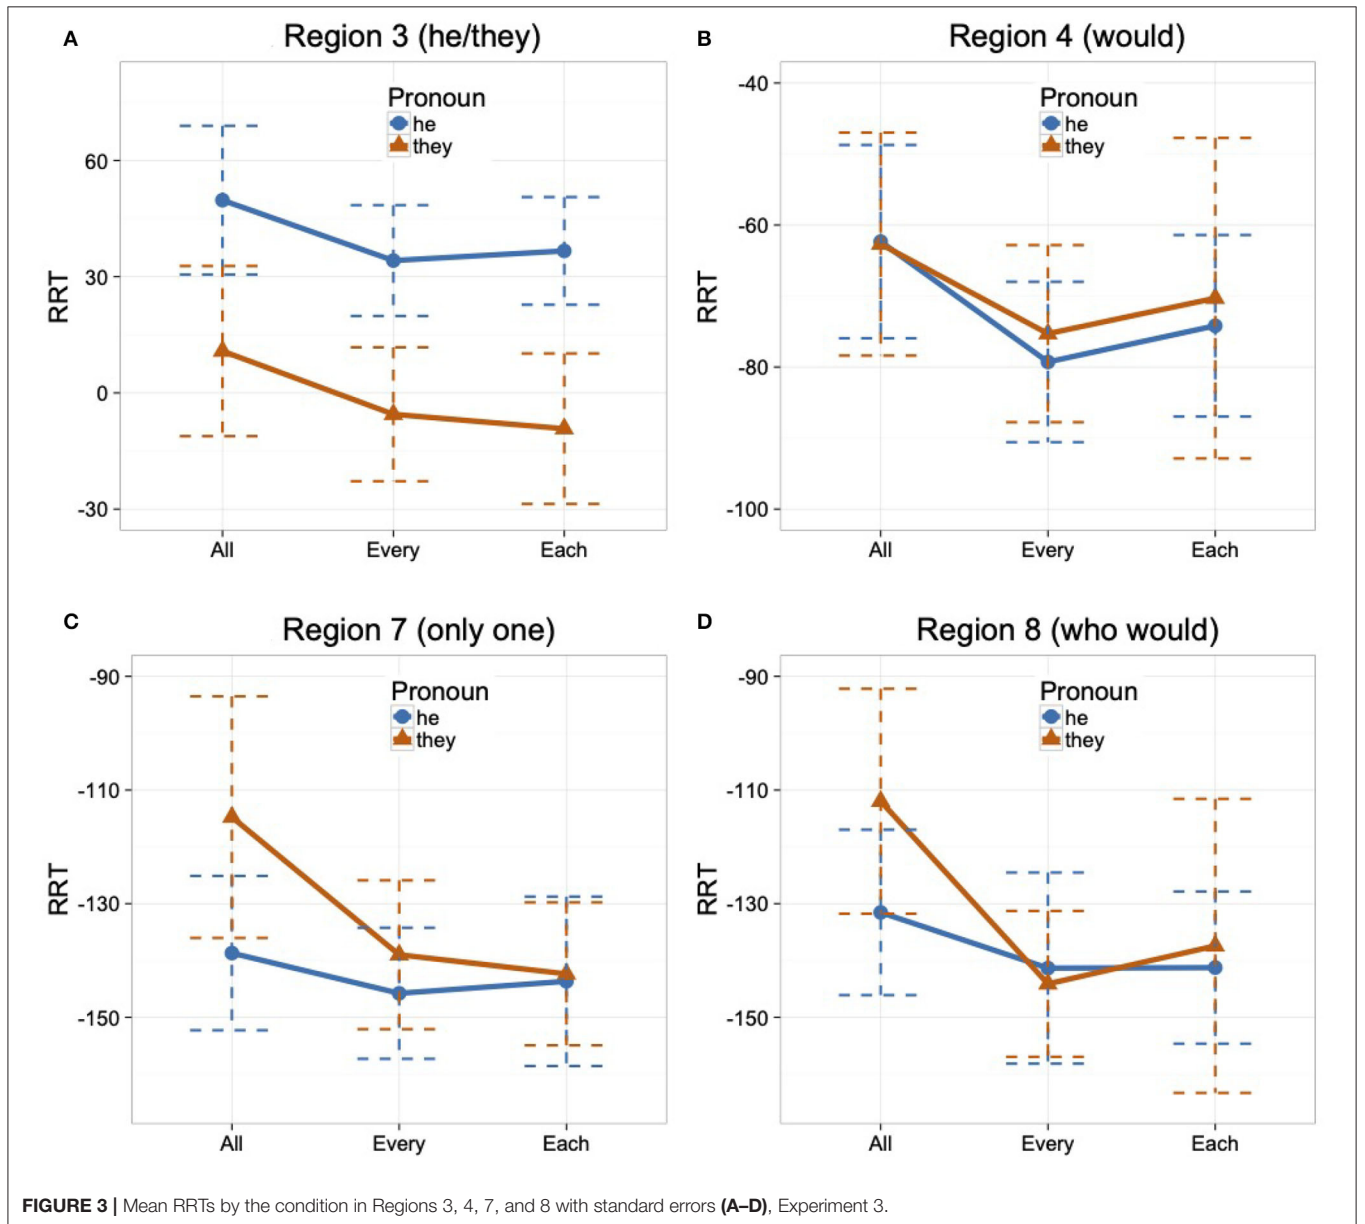 A
Region 3 (he/they)
Pronoun
he
they
60
30
0
-30
RRT
All Every Each
B
Region 4 (would)
Pronoun
he
they
-40
-60
-80
-100
RRT
All Every Each
C
Region 7 (only one)
Pronoun
he
they
-90
-110
-130
-150
RRT
All Every Each
D
Region 8 (who would)
Pronoun
he
they
-90
-110
-130
-150
RRT
All Every Each
FIGURE 3 | Mean RRTs by the condition in Regions 3, 4, 7, and 8 with standard errors (A–D), Experiment 3.